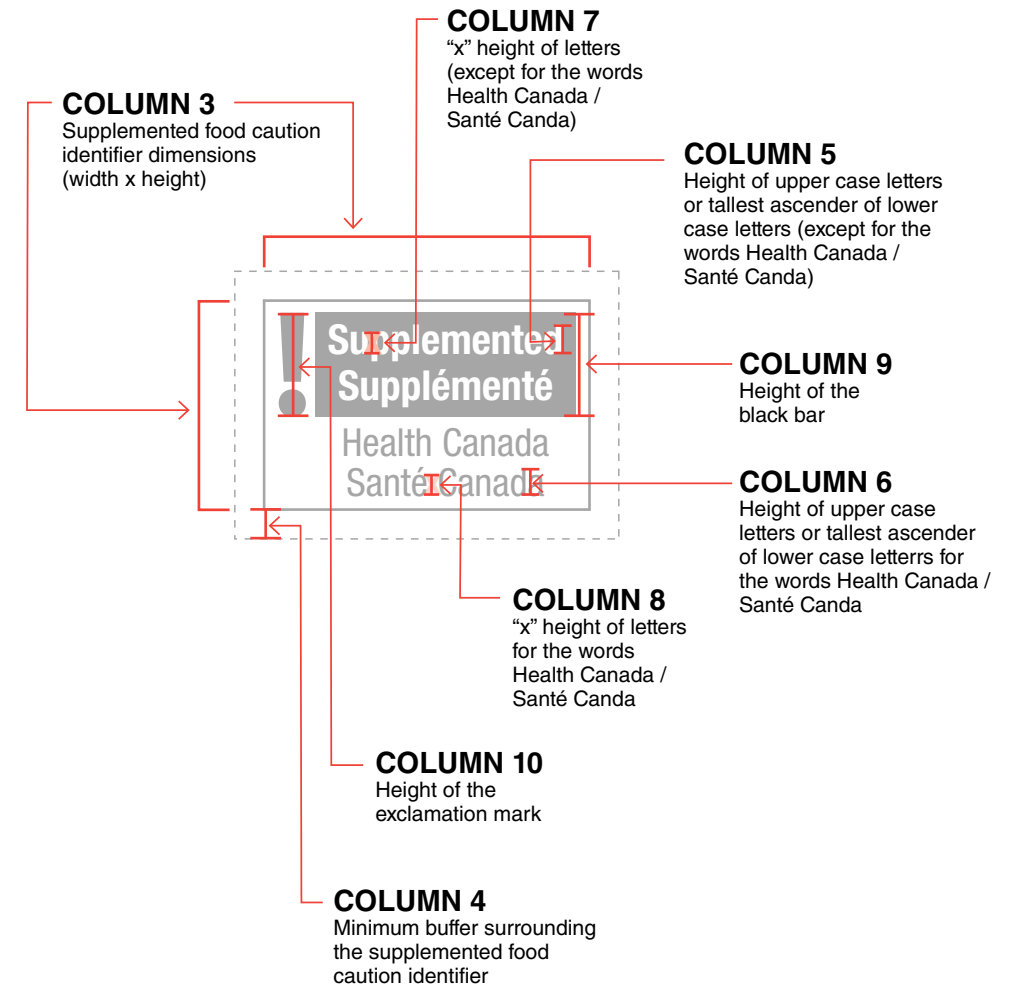 COLUMN 7
“x” height of letters
(except for the words
Health Canada /
Santé Canda)
COLUMN 3
Supplemented food caution
identifier dimensions
(width x height)
COLUMN 5
Height of upper case letters
or tallest ascender of lower
case letters (except for the
words Health Canada /
Santé Canda)
!
Supplemented
Supplémenté
Health Canada
Santé Canada
COLUMN 9
Height of the
black bar
COLUMN 6
Height of upper case
letters or tallest ascender
of lower case letterrs for
the words Health Canada /
Santé Canda
COLUMN 8
“x” height of letters
for the words
Health Canada /
Santé Canda
COLUMN 10
Height of the
exclamation mark
COLUMN 4
Minimum buffer surrounding
the supplemented food
caution identifier